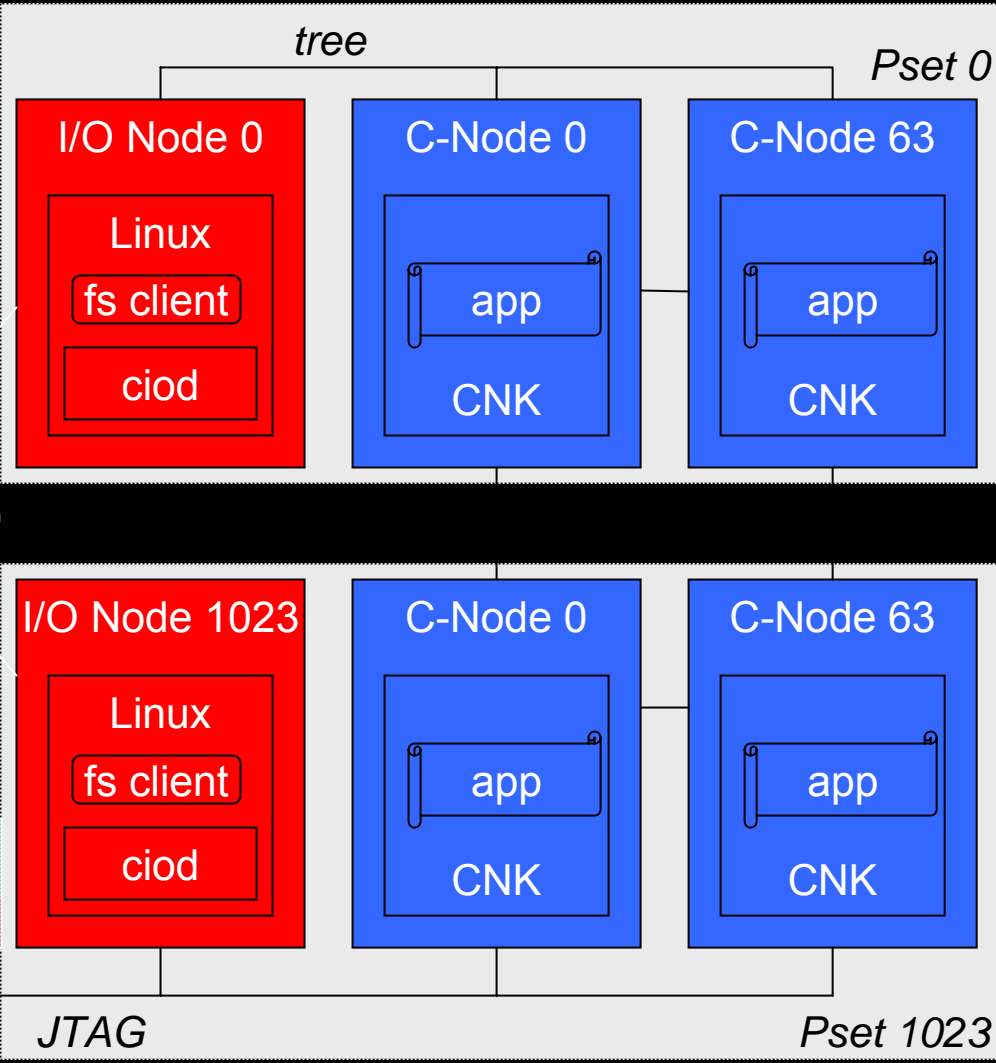 tree
Pset 0
I/O Node 0
C-Node 0
C-Node 63
Linux
fs client
ciod
app
CNK
app
CNK
I/O Node 1023
C-Node 0
C-Node 63
Linux
fs client
ciod
app
CNK
app
CNK
JTAG
Pset 1023